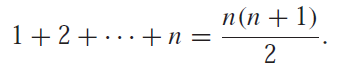 1 + 2 + · · · + n = n(n + 1) / 2.